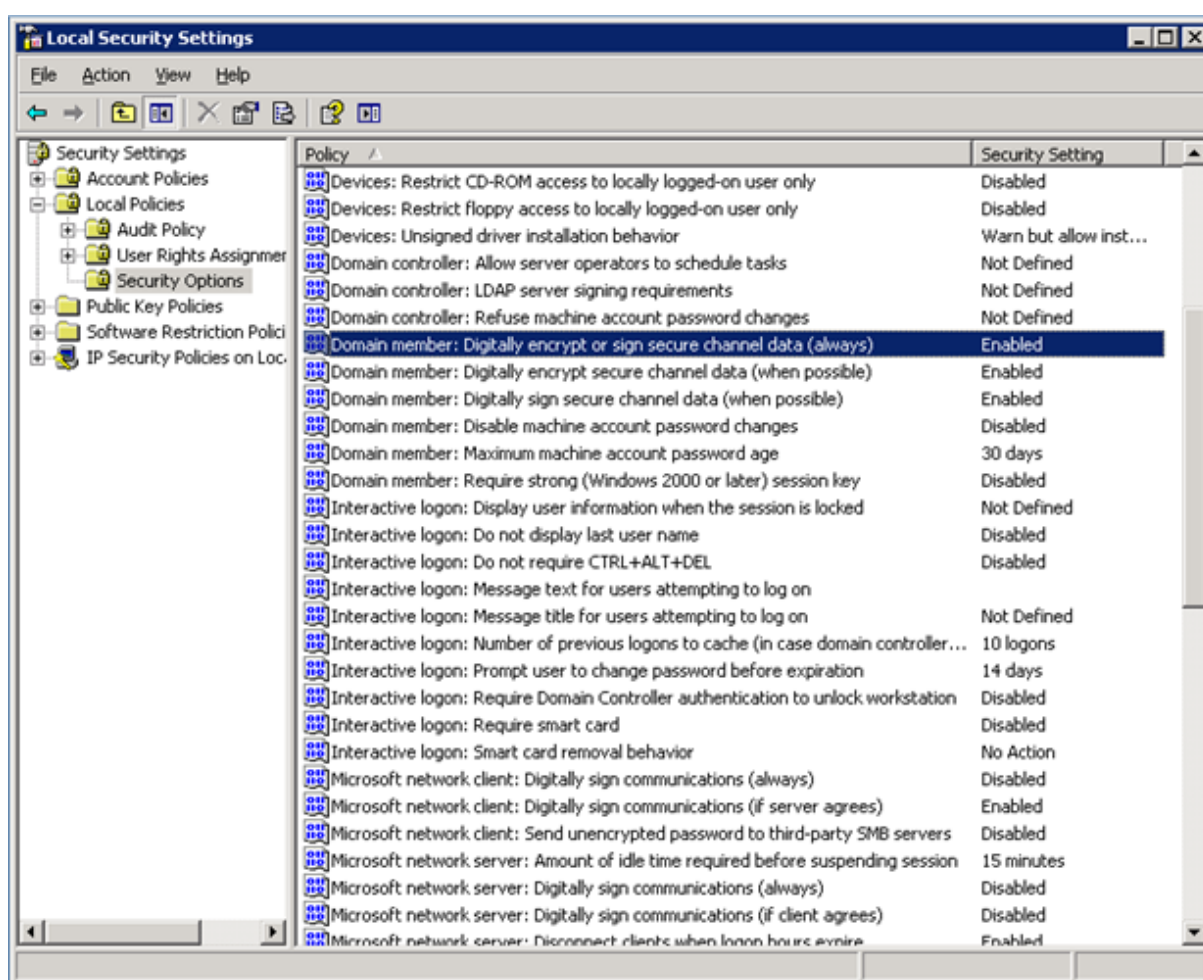 Local Security Settings
File Action View Help
Security Settings
Account Policies
Local Policies
Audit Policy
User Rights Assignmer
Security Options
Public Key Policies
Software Restriction Polici
IP Security Policies on Loc
Policy Security Setting
Devices: Restrict CD-ROM access to locally logged-on user only Disabled
Devices: Restrict floppy access to locally logged-on user only Disabled
Devices: Unsigned driver installation behavior Warn but allow inst...
Domain controller: Allow server operators to schedule tasks Not Defined
Domain controller: LDAP server signing requirements Not Defined
Domain controller: Refuse machine account password changes Not Defined
Domain member: Digitally encrypt or sign secure channel data (always) Enabled
Domain member: Digitally encrypt secure channel data (when possible) Enabled
Domain member: Digitally sign secure channel data (when possible) Enabled
Domain member: Disable machine account password changes Disabled
Domain member: Maximum machine account password age 30 days
Domain member: Require strong (Windows 2000 or later) session key Disabled
Interactive logon: Display user information when the session is locked Not Defined
Interactive logon: Do not display last user name Disabled
Interactive logon: Do not require CTRL+ALT+DEL Disabled
Interactive logon: Message text for users attempting to log on
Interactive logon: Message title for users attempting to log on Not Defined
Interactive logon: Number of previous logons to cache (in case domain controller... 10 logons
Interactive logon: Prompt user to change password before expiration 14 days
Interactive logon: Require Domain Controller authentication to unlock workstation Disabled
Interactive logon: Require smart card Disabled
Interactive logon: Smart card removal behavior No Action
Microsoft network client: Digitally sign communications (always) Disabled
Microsoft network client: Digitally sign communications (if server agrees) Enabled
Microsoft network client: Send unencrypted password to third-party SMB servers Disabled
Microsoft network server: Amount of idle time required before suspending session 15 minutes
Microsoft network server: Digitally sign communications (always) Disabled
Microsoft network server: Digitally sign communications (if client agrees) Disabled
Microsoft network server: Disconnect clients when logon hours expire Enabled